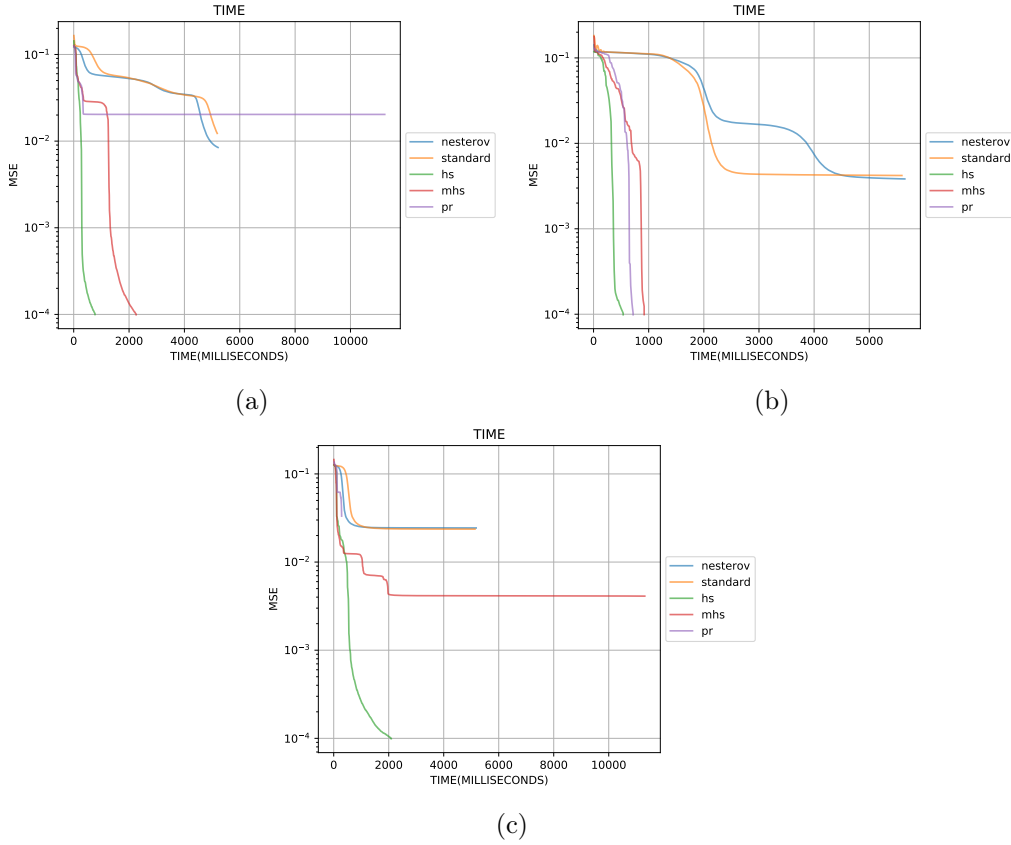 TIME
10⁻¹
10⁻²
10⁻³
10⁻⁴
MSE
0 2000 4000 6000 8000 10000
TIME(MILLISECONDS)
nesterov
standard
hs
mhs
pr
(a)
TIME
10⁻¹
10⁻²
10⁻³
10⁻⁴
MSE
0 1000 2000 3000 4000 5000
TIME(MILLISECONDS)
nesterov
standard
hs
mhs
pr
(b)
TIME
10⁻¹
10⁻²
10⁻³
10⁻⁴
MSE
0 2000 4000 6000 8000 10000
TIME(MILLISECONDS)
nesterov
standard
hs
mhs
pr
(c)